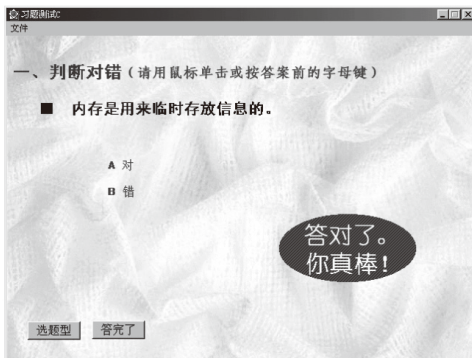 习题测试C
文件
一、判断对错（请用鼠标单击或按答案前的字母键）
■ 内存是用来临时存放信息的。
A 对
B 错
答对了。
你真棒！
选题型 答完了